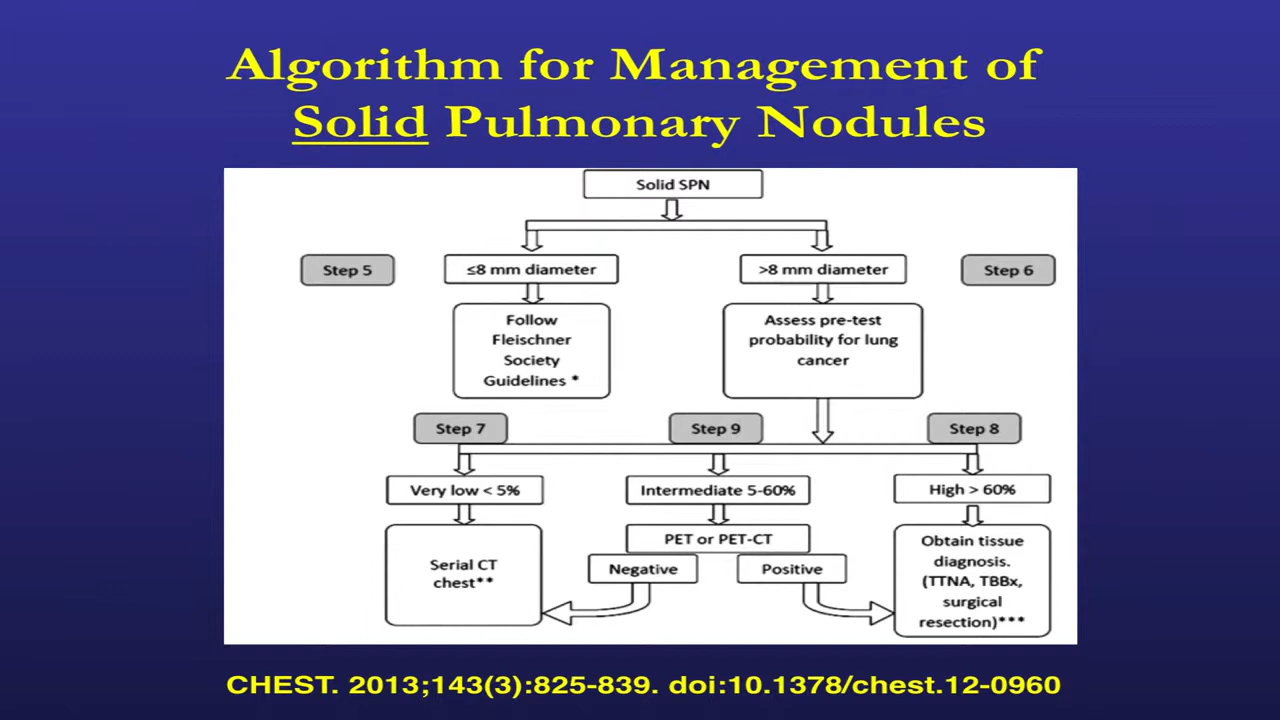 Algorithm for Management of
Solid Pulmonary Nodules
Solid SPN
Step 5
≤8 mm diameter
>8 mm diameter
Step 6
Follow
Fleischner
Society
Guidelines *
Assess pre-test
probability for lung
cancer
Step 7
Step 9
Step 8
Very low < 5%
Intermediate 5-60%
High > 60%
Serial CT
chest**
PET or PET-CT
Negative
Positive
Obtain tissue
diagnosis.
(TTNA, TBBx,
surgical
resection)***
CHEST. 2013;143(3):825-839. doi:10.1378/chest.12-0960